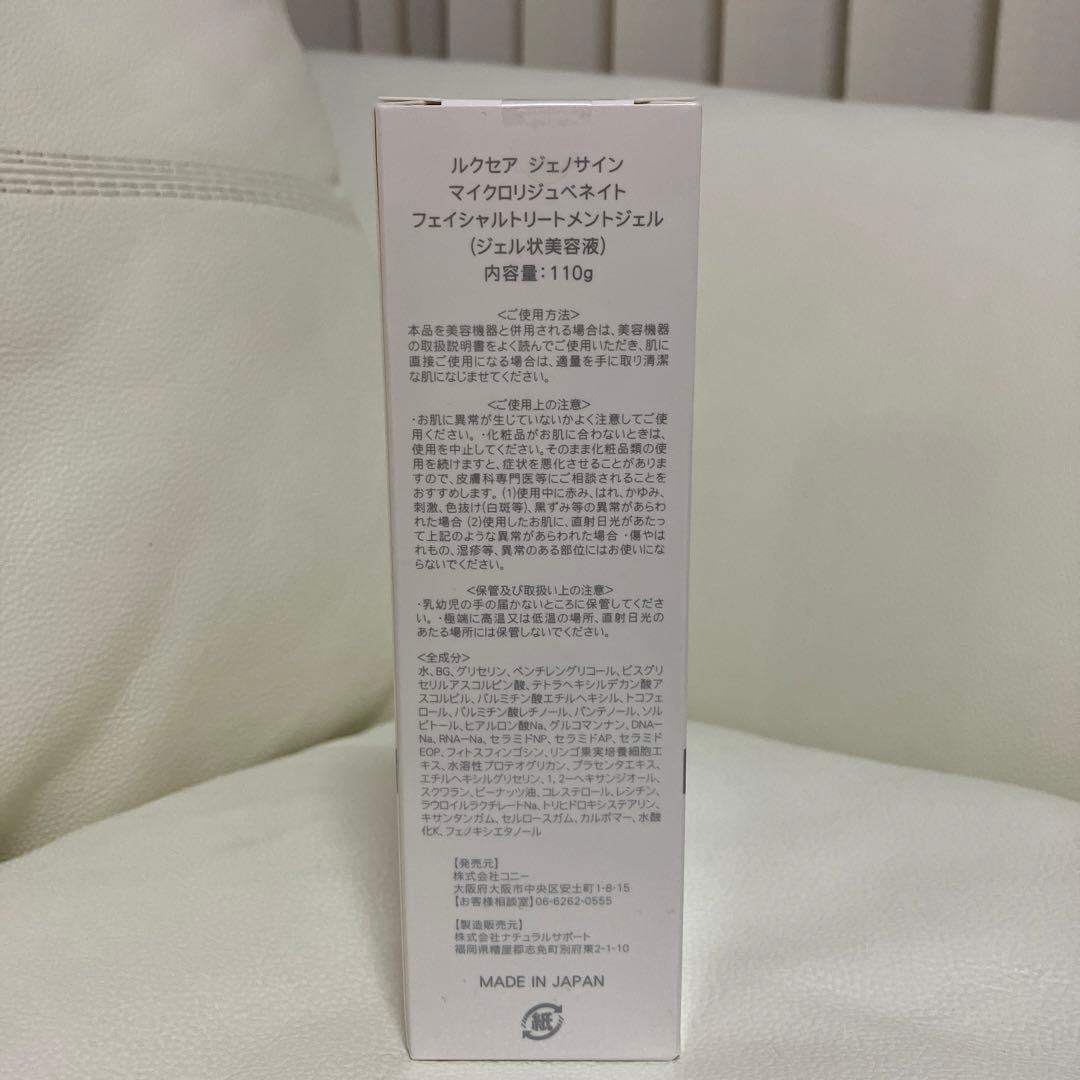 ルクセア ジェノサイン
マイクロリジュベネイト
フェイシャルトリートメントジェル
(ジェル状美容液)
内容量：110g
<ご使用方法>
本品を美容機器と併用される場合は、美容機器
の取扱説明書をよく読んでご使用いただき、肌に
直接ご使用になる場合は、適量を手に取り清潔
な肌になじませてください。
<ご使用上の注意>
・お肌に異常が生じていないかよく注意してご使
用ください。・化粧品がお肌に合わないときは、
使用を中止してください。そのまま化粧品類の使
用を続けますと、症状を悪化させることがありま
すので、皮膚科専門医等にご相談されることを
おすすめします。(1)使用中に赤み、はれ、かゆみ、
刺激、色抜け(白斑等)、黒ずみ等の異常があらわ
れた場合 (2)使用したお肌に、直射日光があたっ
て上記のような異常があらわれた場合 ・傷やは
れもの、湿疹等、異常のある部位にはお使いにな
らないでください。
<保管及び取扱い上の注意>
・乳幼児の手の届かないところに保管してくださ
い。・極端に高温又は低温の場所、直射日光の
あたる場所には保管しないでください。
<全成分>
水、BG、グリセリン、ペンチレングリコール、ビスグリ
セリルアスコルビン酸、テトラヘキシルデカン酸ア
スコルビル、パルミチン酸エチルヘキシル、トコフェ
ロール、パルミチン酸レチノール、パンテノール、ソル
ビトール、ヒアルロン酸Na、グルコマンナン、DNA-
Na、RNA-Na、セラミドNP、セラミドAP、セラミド
EOP、フィトスフィンゴシン、リンゴ果実培養細胞エ
キス、水溶性プロテオグリカン、プラセンタエキス、
エチルヘキシルグリセリン、1，2-ヘキサンジオール、
スクワラン、ピーナッツ油、コレステロール、レシチン、
ラウロイルラクチレートNa、トリヒドロキシステアリン、
キサンタンガム、セルロースガム、カルボマー、水酸
化K、フェノキシエタノール
【発売元】
株式会社コニー
大阪府大阪市中央区安土町1-8-15
【お客様相談室】06-6262-0555
【製造販売元】
株式会社ナチュラルサポート
福岡県糟屋郡志免町別府東2-1-10
MADE IN JAPAN
紙